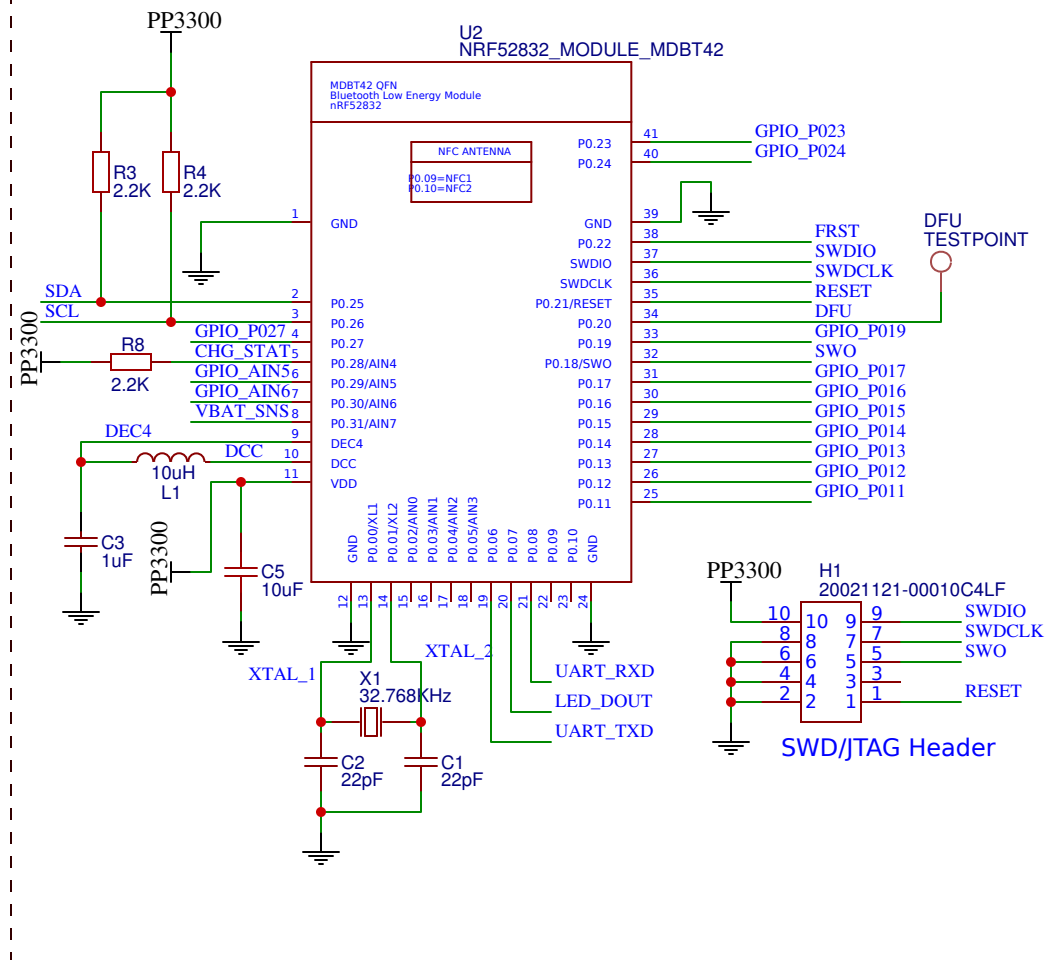 PP3300
U2
NRF52832_MODULE_MDBT42
MDBT42 QFN
Bluetooth Low Energy Module
nRF52832
NFC ANTENNA
P0.09=NFC1
P0.10=NFC2
R3
2.2K
R4
2.2K
1 GND
SDA 2 P0.25
SCL 3 P0.26
GPIO_P027 4 P0.27
PP3300
R8
2.2K
CHG_STAT 5 P0.28/AIN4
GPIO_AIN5 6 P0.29/AIN5
GPIO_AIN6 7 P0.30/AIN6
VBAT_SNS 8 P0.31/AIN7
DEC4 9 DEC4
DCC 10 DCC
11 VDD
10uH
L1
C3
1uF
PP3300
C5
10uF
P0.23 41 GPIO_P023
P0.24 40 GPIO_P024
GND 39
P0.22 38 FRST
SWDIO 37 SWDIO
SWDCLK 36 SWDCLK
P0.21/RESET 35 RESET
P0.20 34 DFU
P0.19 33 GPIO_P019
P0.18/SWO 32 SWO
P0.17 31 GPIO_P017
P0.16 30 GPIO_P016
P0.15 29 GPIO_P015
P0.14 28 GPIO_P014
P0.13 27 GPIO_P013
P0.12 26 GPIO_P012
P0.11 25 GPIO_P011
DFU
TESTPOINT
GND 12
P0.00/XL1 13
P0.01/XL2 14
P0.02/AIN0 15
P0.03/AIN1 16
P0.04/AIN2 17
P0.05/AIN3 18
P0.06 19
P0.07 20
P0.08 21
P0.09 22
P0.10 23
GND 24
XTAL_1
XTAL_2
X1
32.768KHz
C2
22pF
C1
22pF
UART_RXD
LED_DOUT
UART_TXD
PP3300
H1
20021121-00010C4LF
10 10 9 9 SWDIO
8 8 7 7 SWDCLK
6 6 5 5 SWO
4 4 3 3
2 2 1 1 RESET
SWD/JTAG Header